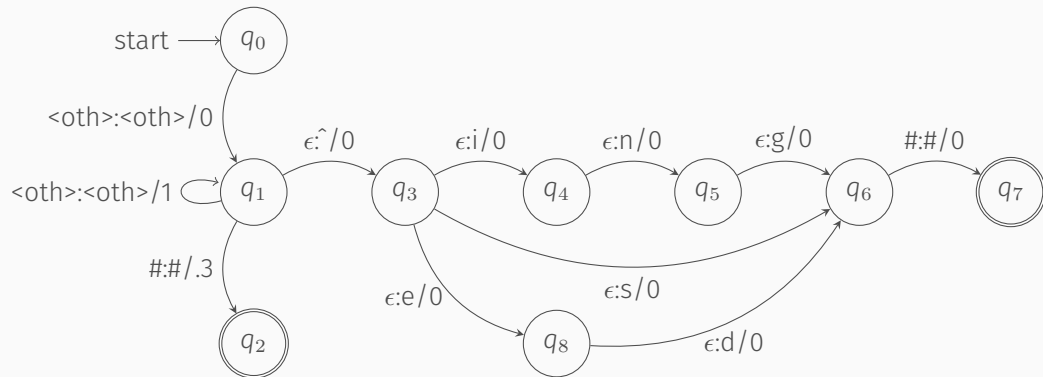 start q0
<oth>:<oth>/0
ϵ:^/0 ϵ:i/0 ϵ:n/0 ϵ:g/0 #:#/0
<oth>:<oth>/1 q1 q3 q4 q5 q6 q7
#:#/.3 ϵ:e/0 ϵ:s/0
q2 q8 ϵ:d/0